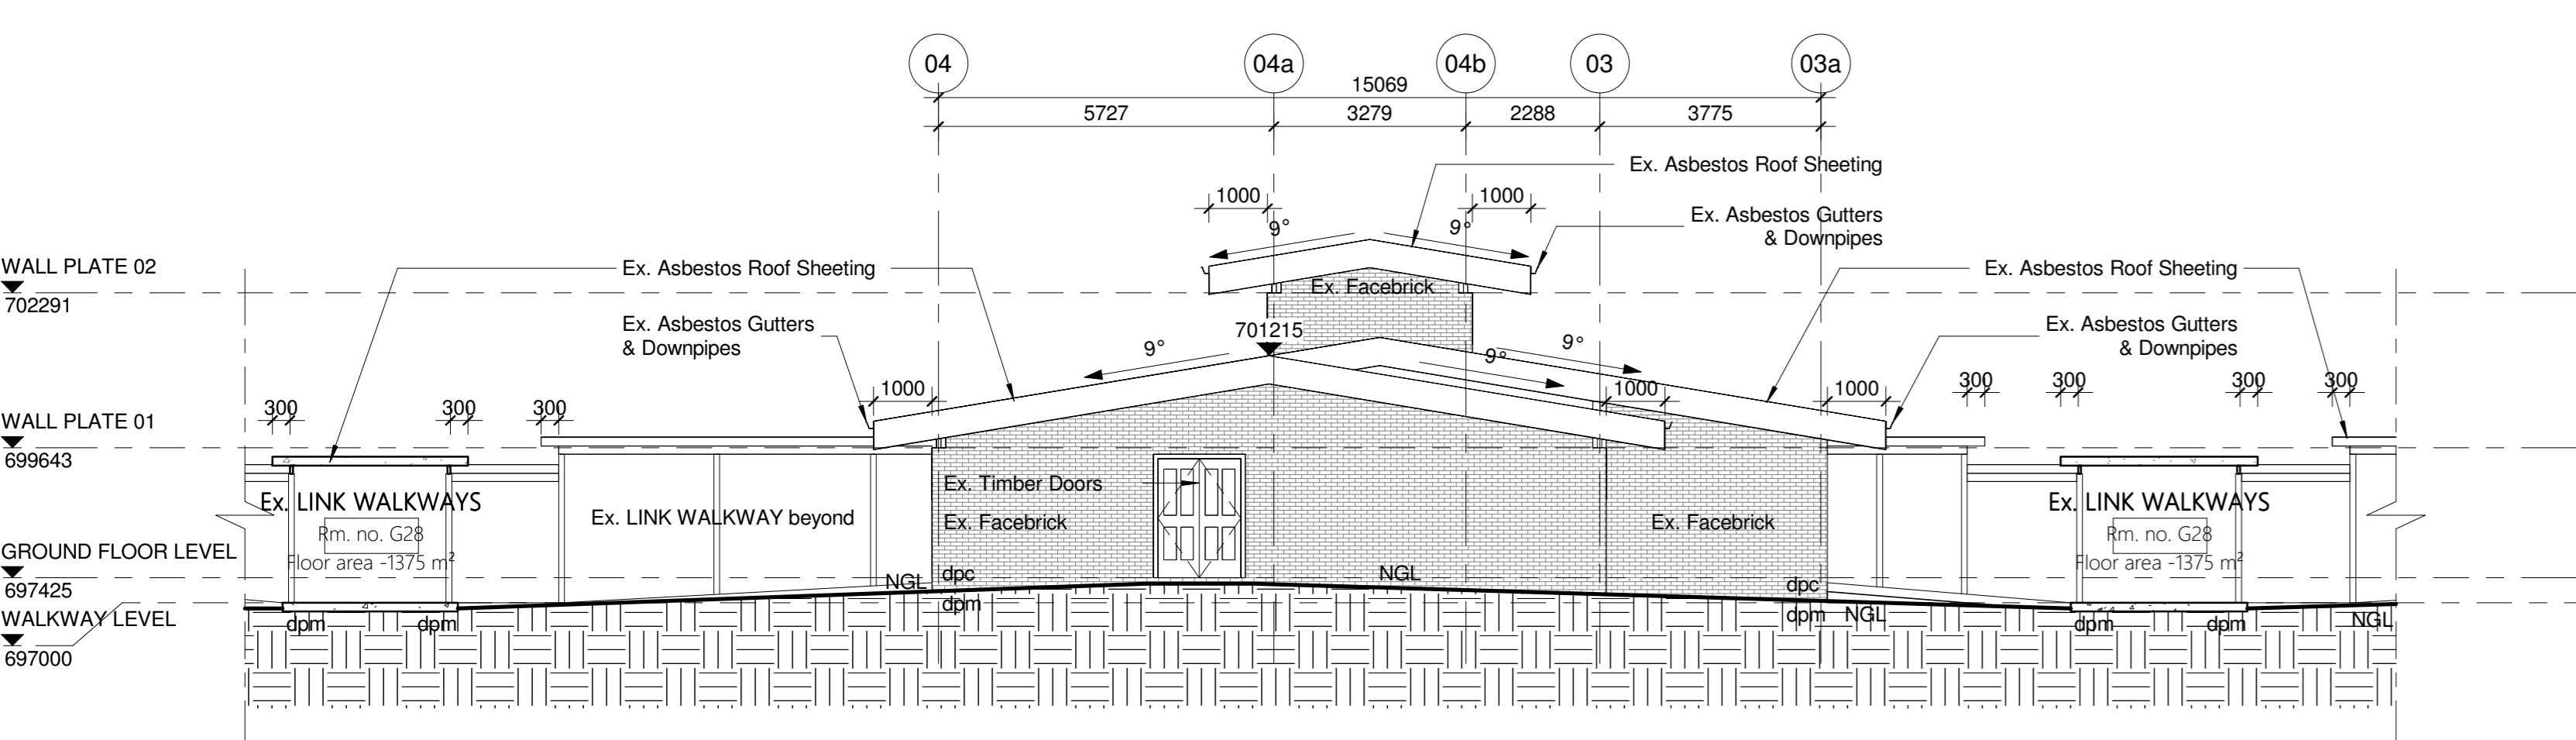 04
04a
04b
03
03a
15069
5727
3279
2288
3775
Ex. Asbestos Roof Sheeting
1000
1000
Ex. Asbestos Gutters
& Downpipes
9°
9°
WALL PLATE 02
702291
Ex. Asbestos Roof Sheeting
Ex. Facebrick
Ex. Asbestos Roof Sheeting
Ex. Asbestos Gutters
& Downpipes
701215
Ex. Asbestos Gutters
& Downpipes
9°
9°
9°
1000
1000
1000
300
300
300
300
300
300
300
WALL PLATE 01
699643
Ex. LINK WALKWAYS
Rm. no. G28
Floor area -1375 m²
Ex. LINK WALKWAY beyond
Ex. Timber Doors
Ex. Facebrick
Ex. Facebrick
Ex. LINK WALKWAYS
Rm. no. G28
Floor area -1375 m²
GROUND FLOOR LEVEL
697425
NGL
dpc
NGL
dpc
dpm
dpm
NGL
WALKWAY LEVEL
697000
dpm
dpm
dpm
dpm
NGL